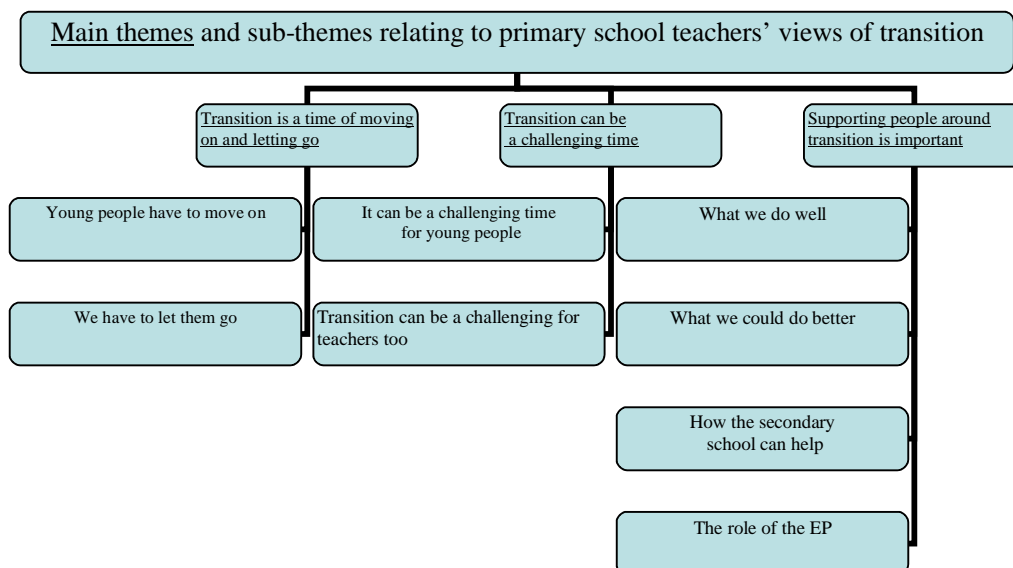 Main themes and sub-themes relating to primary school teachers’ views of transition
Transition is a time of moving
on and letting go
Transition can be
a challenging time
Supporting people around
transition is important
Young people have to move on
It can be a challenging time
for young people
What we do well
We have to let them go
Transition can be a challenging for
teachers too
What we could do better
How the secondary
school can help
The role of the EP